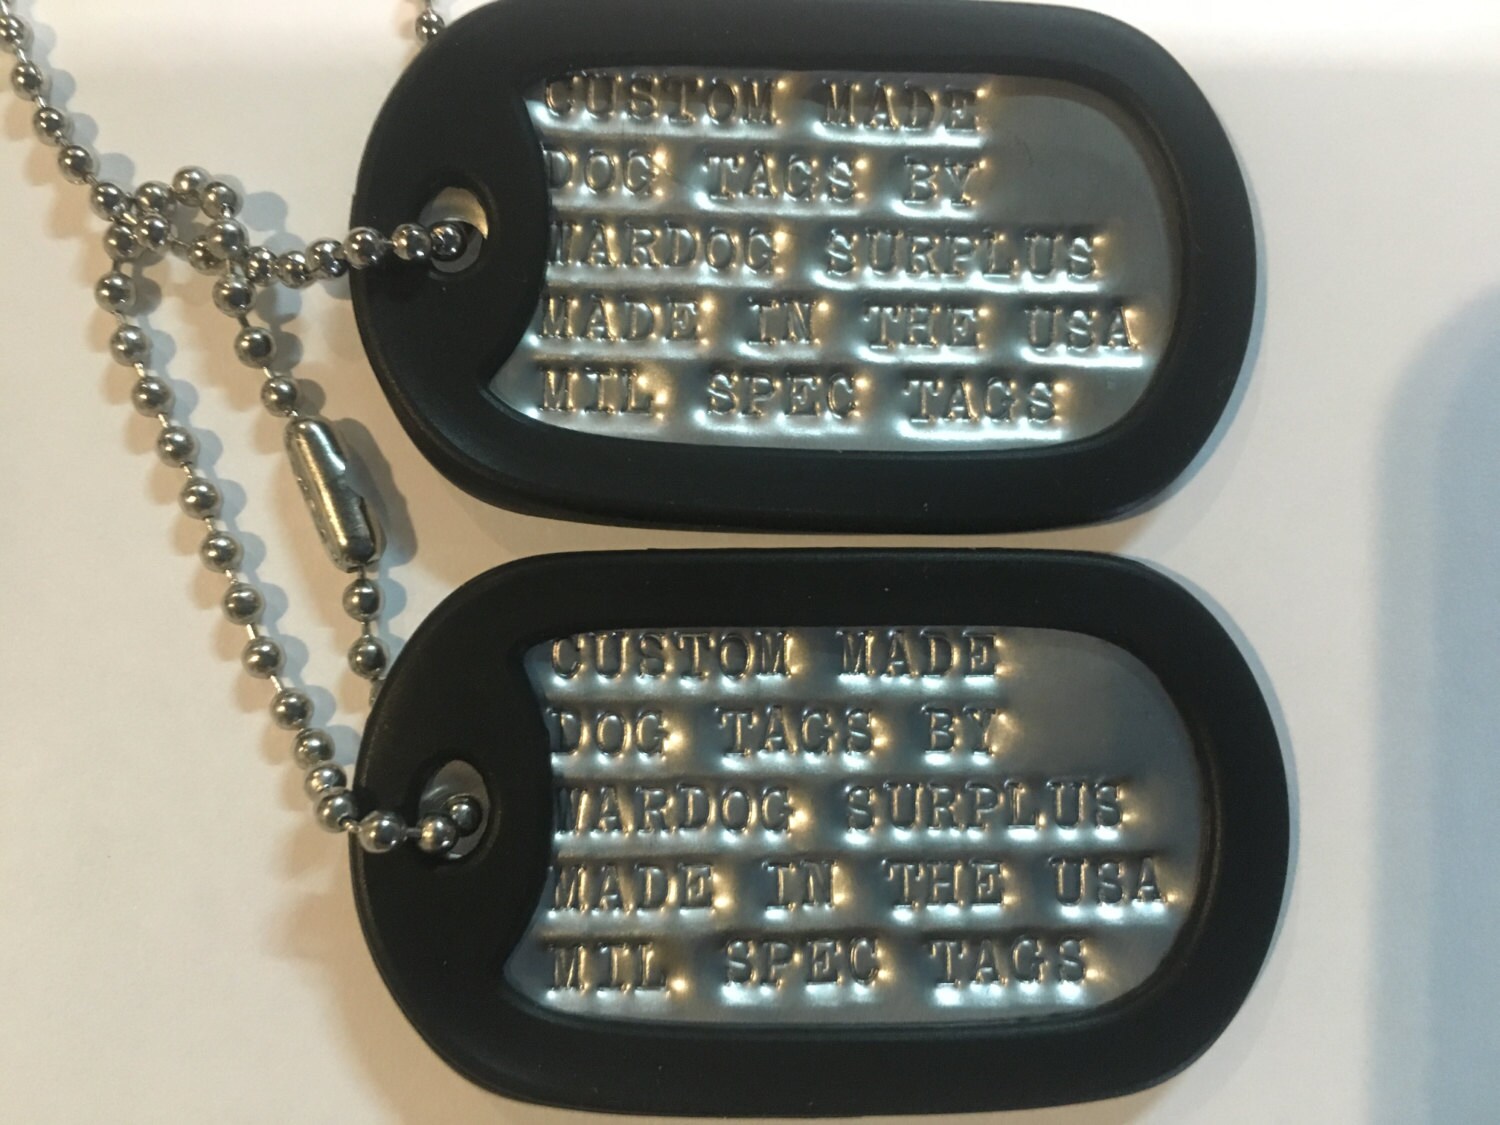 CUSTOM MADE
DOG TAGS BY
WARDOG SURPLUS
MADE IN THE USA
MIL SPEC TAGS
CUSTOM MADE
DOG TAGS BY
WARDOG SURPLUS
MADE IN THE USA
MIL SPEC TAGS